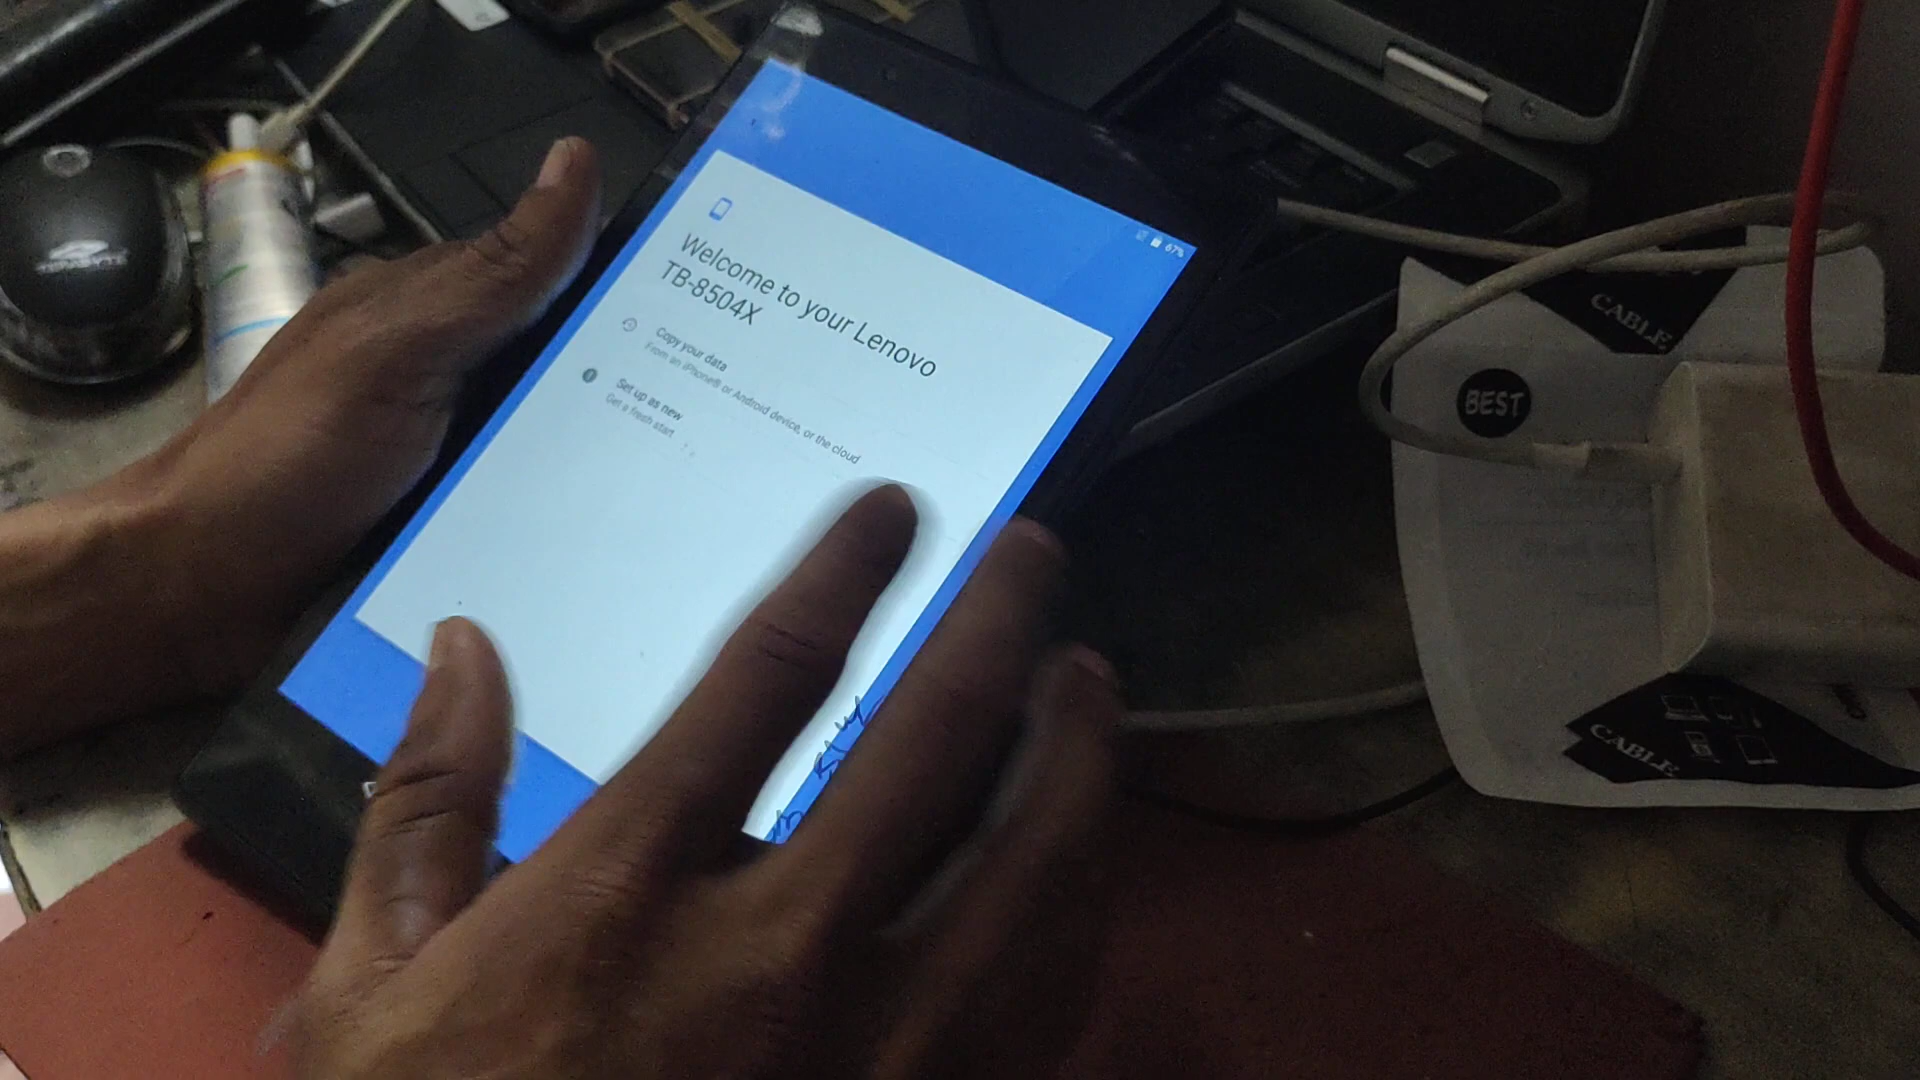 67%
Welcome to your Lenovo
TB-8504X
Copy your data
From an iPhone® or Android device, or the cloud
Set up as new
Get a fresh start
CABLE
BEST
CABLE